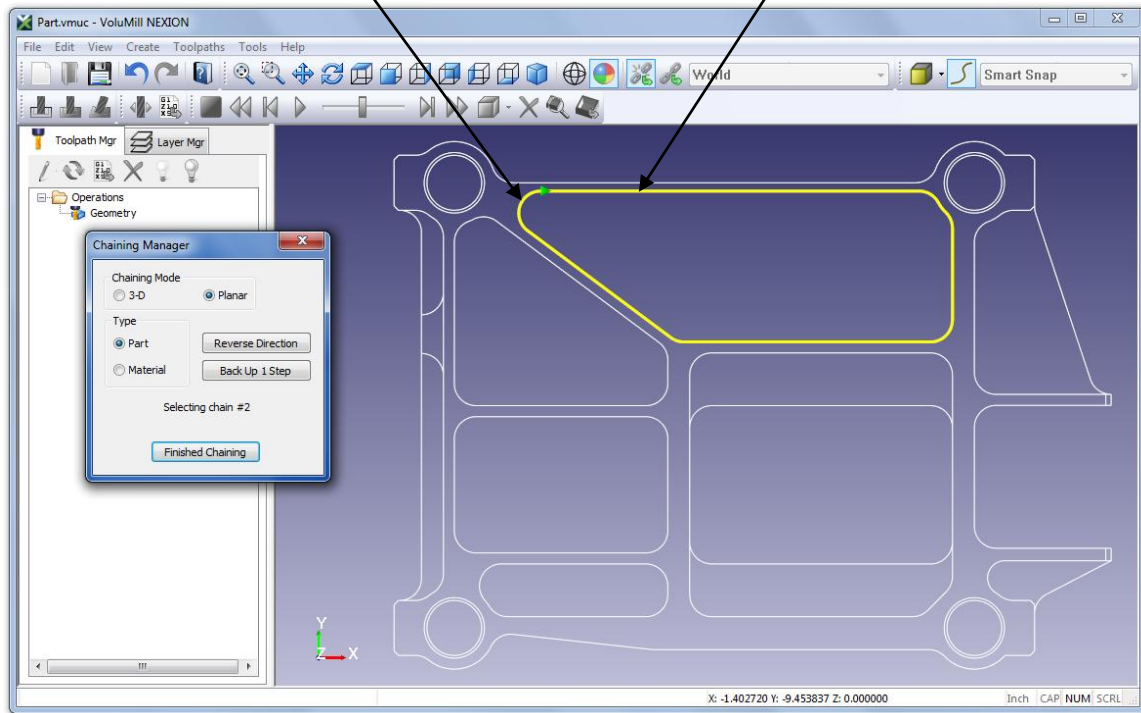 Part.vmuc - VoluMill NEXION
File Edit View Create Toolpaths Tools Help
World
Smart Snap
Toolpath Mgr
Layer Mgr
Operations
Geometry
Chaining Manager
Chaining Mode
3-D
Planar
Type
Part
Reverse Direction
Material
Back Up 1 Step
Selecting chain #2
Finished Chaining
Y
Z X
X: -1.402720 Y: -9.453837 Z: 0.000000
Inch CAP NUM SCRL